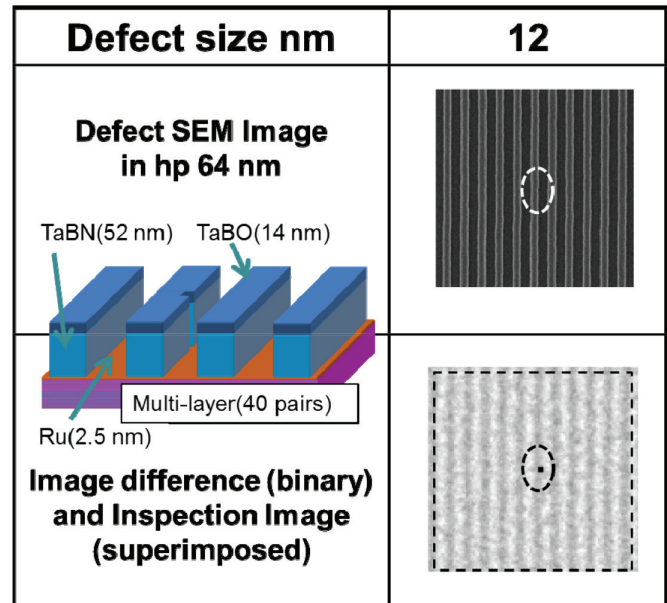 Defect size nm
12
Defect SEM Image
in hp 64 nm
TaBN(52 nm)
TaBO(14 nm)
Multi-layer(40 pairs)
Ru(2.5 nm)
Image difference (binary)
and Inspection Image
(superimposed)